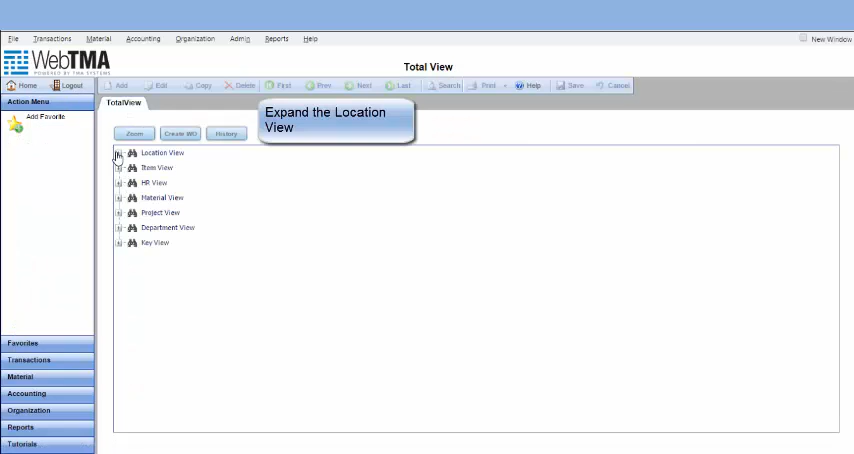 File Transactions Material Accounting Organization Admin Reports Help New Window
WebTMA
POWERED BY TMA SYSTEMS
Total View
Home Logout Add Edit Copy Delete First Prev Next Last Search Print Help Save Cancel
Action Menu
TotalView
Add Favorite
Expand the Location
View
Zoom Create WO History
Location View
Item View
HR View
Material View
Project View
Department View
Key View
Favorites
Transactions
Material
Accounting
Organization
Reports
Tutorials